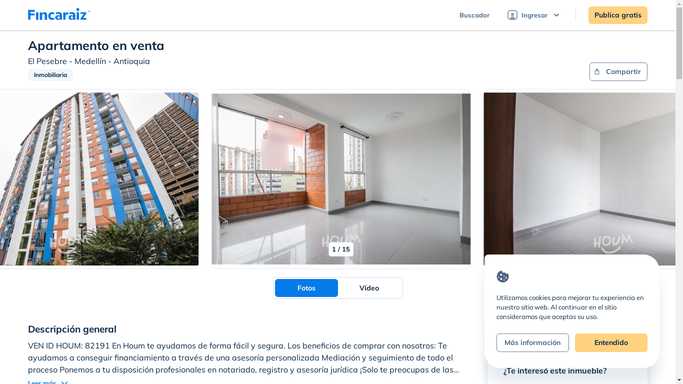 Fincaraiz
Buscador
Ingresar
Publica gratis
Apartamento en venta
El Pesebre - Medellín - Antioquia
Inmobiliaria
Compartir
HOUM
HOUM
HOUM
1 / 15
Fotos
Video
Utilizamos cookies para mejorar tu experiencia en
nuestro sitio web. Al continuar en el sitio
consideramos que aceptas su uso.
Más información
Entendido
Descripción general
VEN ID HOUM: 82191 En Houm te ayudamos de forma fácil y segura. Los beneficios de comprar con nosotros: Te
ayudamos a conseguir financiamiento a través de una asesoría personalizada Mediación y seguimiento de todo el
proceso Ponemos a tu disposición profesionales en notariado, registro y asesoría jurídica ¡Solo te preocupas de las...
Leer más
¿Te interesó este inmueble?